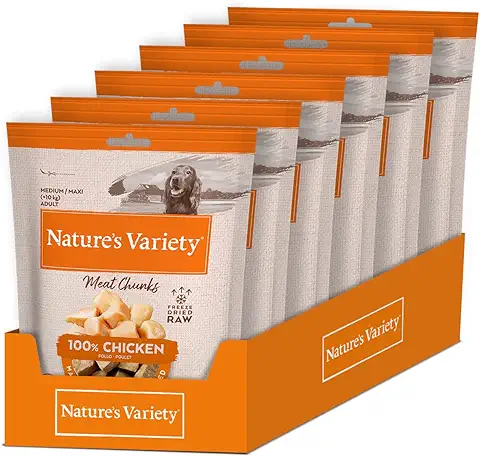 MEDIUM / MAXI
(+10 kg)
ADULT
Nature's Variety®
Meat Chunks
FREEZE
DRIED
RAW
100% CHICKEN
POLLO · POULET
Nature's Variety®
Nature's Variety®